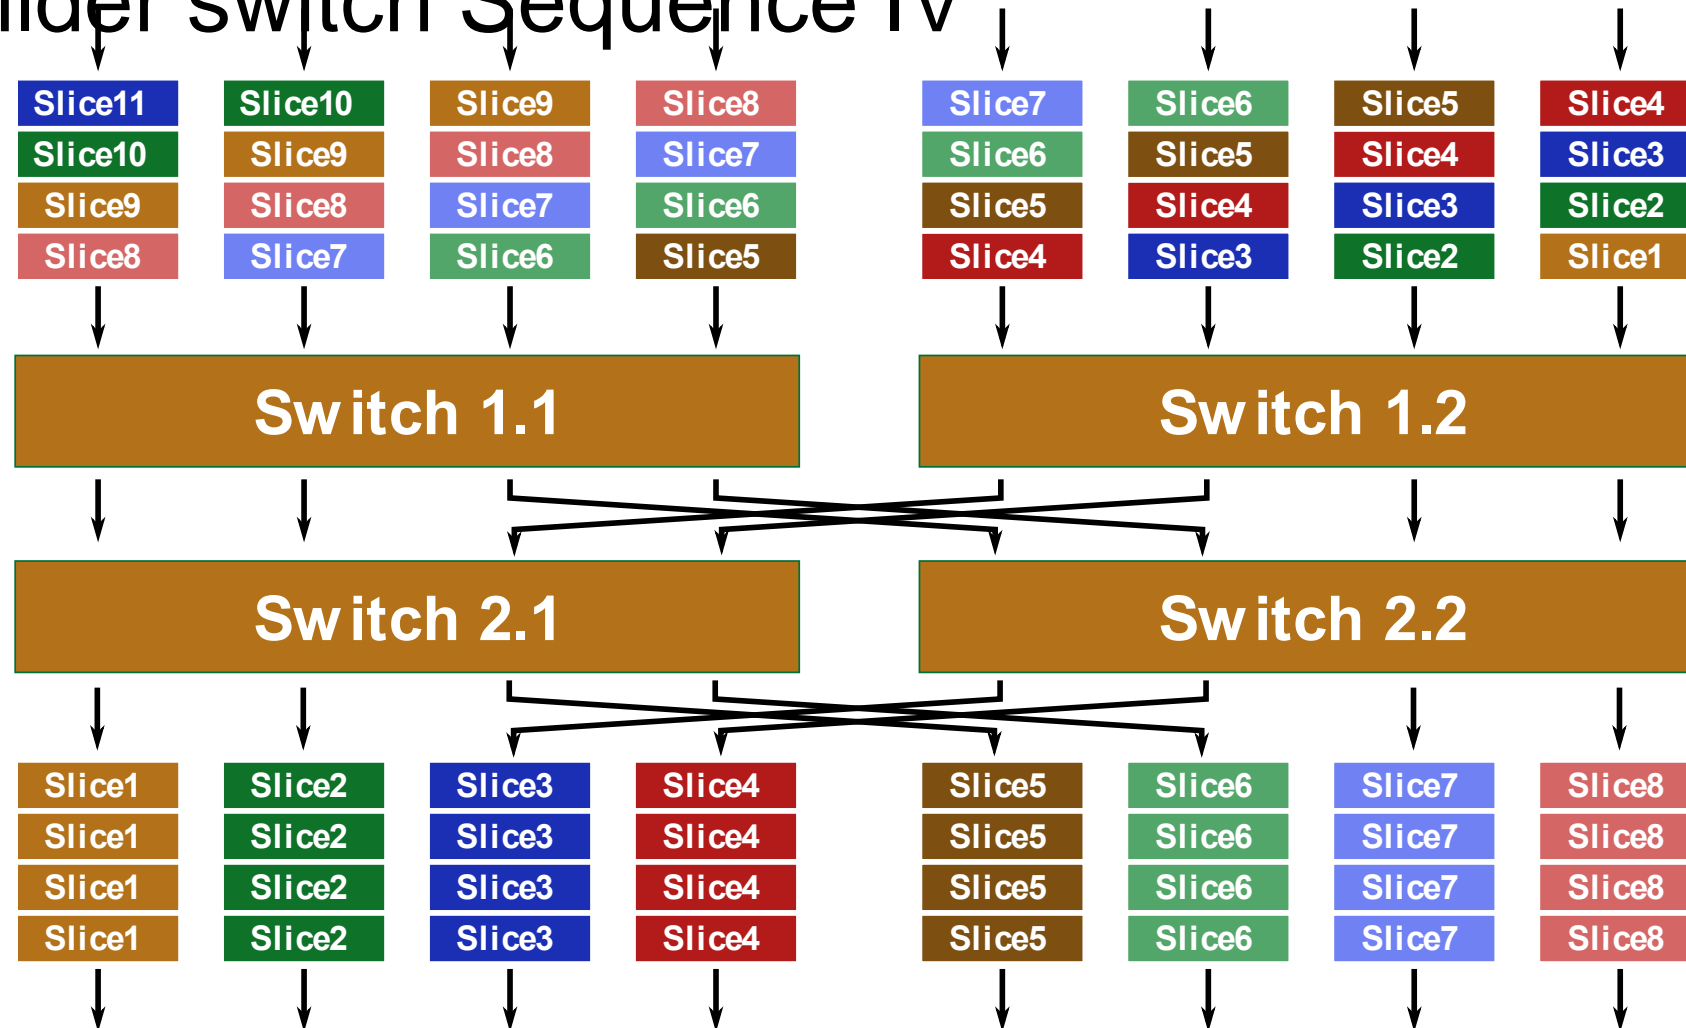 ilder switch Sequence IV
Slice11 Slice10 Slice9 Slice8 Slice7 Slice6 Slice5 Slice4
Slice10 Slice9 Slice8 Slice7 Slice6 Slice5 Slice4 Slice3
Slice9 Slice8 Slice7 Slice6 Slice5 Slice4 Slice3 Slice2
Slice8 Slice7 Slice6 Slice5 Slice4 Slice3 Slice2 Slice1
Switch 1.1 Switch 1.2
Switch 2.1 Switch 2.2
Slice1 Slice2 Slice3 Slice4 Slice5 Slice6 Slice7 Slice8
Slice1 Slice2 Slice3 Slice4 Slice5 Slice6 Slice7 Slice8
Slice1 Slice2 Slice3 Slice4 Slice5 Slice6 Slice7 Slice8
Slice1 Slice2 Slice3 Slice4 Slice5 Slice6 Slice7 Slice8